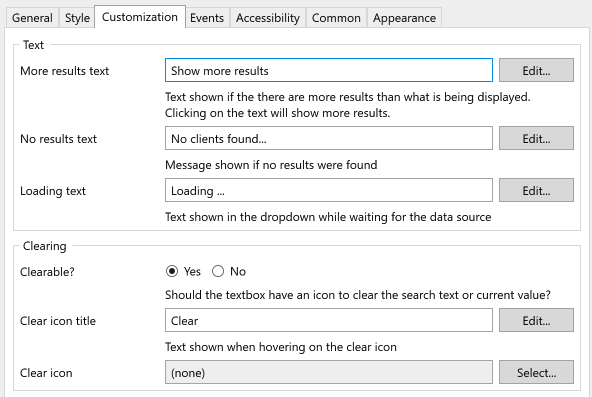 General Style Customization Events Accessibility Common Appearance
Text
More results text Show more results Edit...
Text shown if the there are more results than what is being displayed.
Clicking on the text will show more results.
No results text No clients found... Edit...
Message shown if no results were found
Loading text Loading ... Edit...
Text shown in the dropdown while waiting for the data source
Clearing
Clearable? Yes No
Should the textbox have an icon to clear the search text or current value?
Clear icon title Clear Edit...
Text shown when hovering on the clear icon
Clear icon (none) Select...